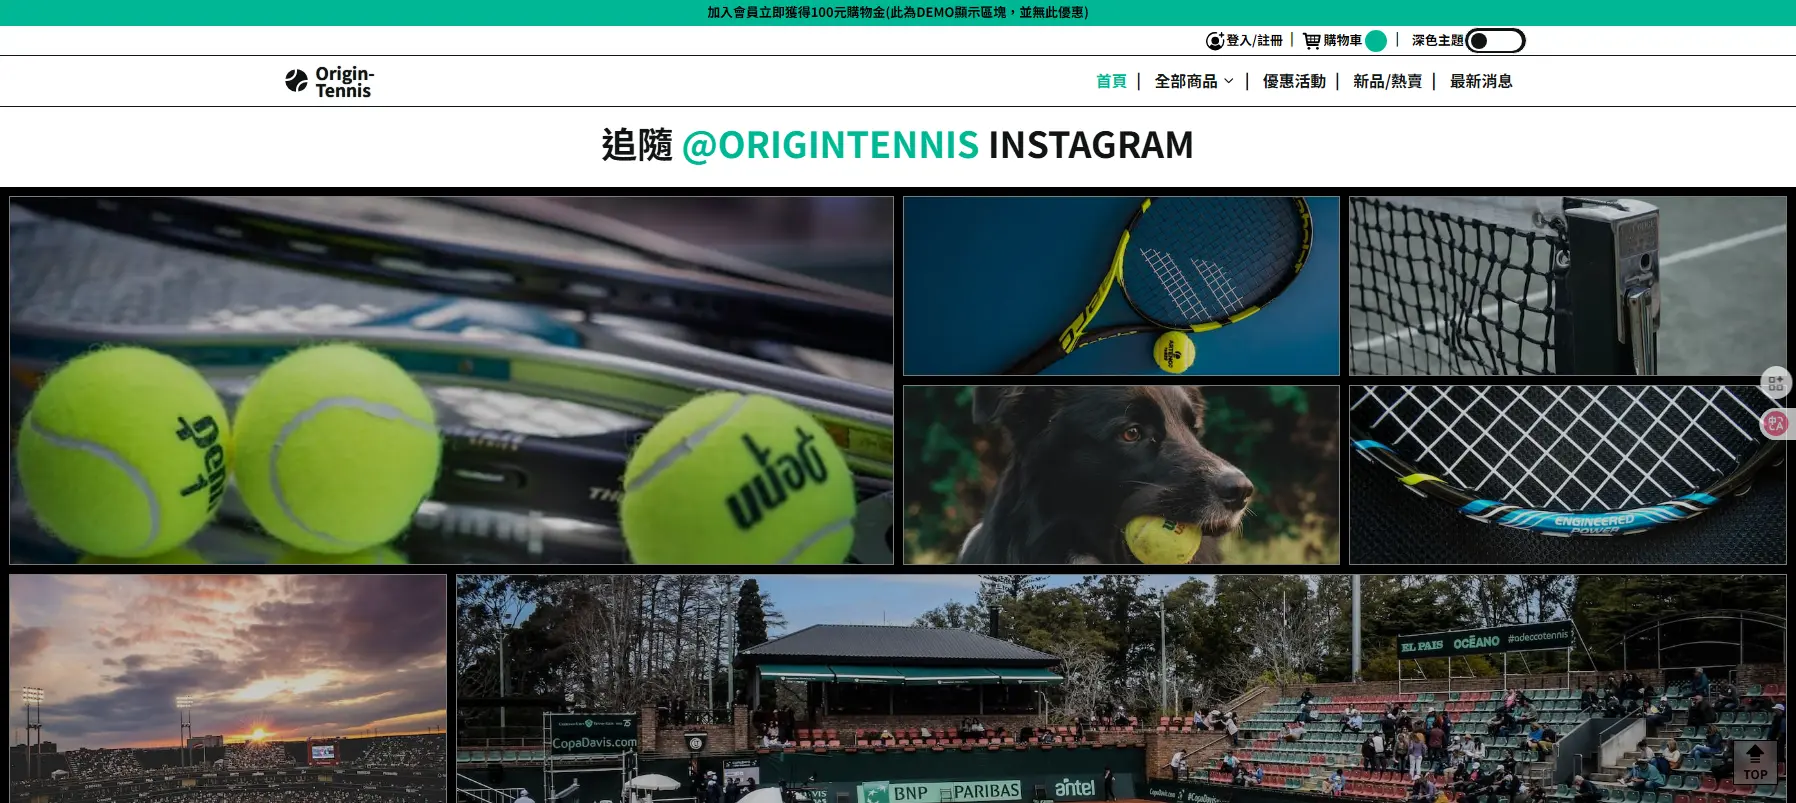 加入會員立即獲得100元購物金(此為DEMO顯示區塊，並無此優惠)
登入/註冊 | 購物車 | 深色主題
Origin-
Tennis
首頁 | 全部商品 | 優惠活動 | 新品/熱賣 | 最新消息
追隨 @ORIGINTENNIS INSTAGRAM
Penn
Penn
ENGINEERED
POWER
EL PAIS OCÉANO #adeccotennis
CopaDavis.com
BNP PARIBAS
antel
#CopaDavis
TOP